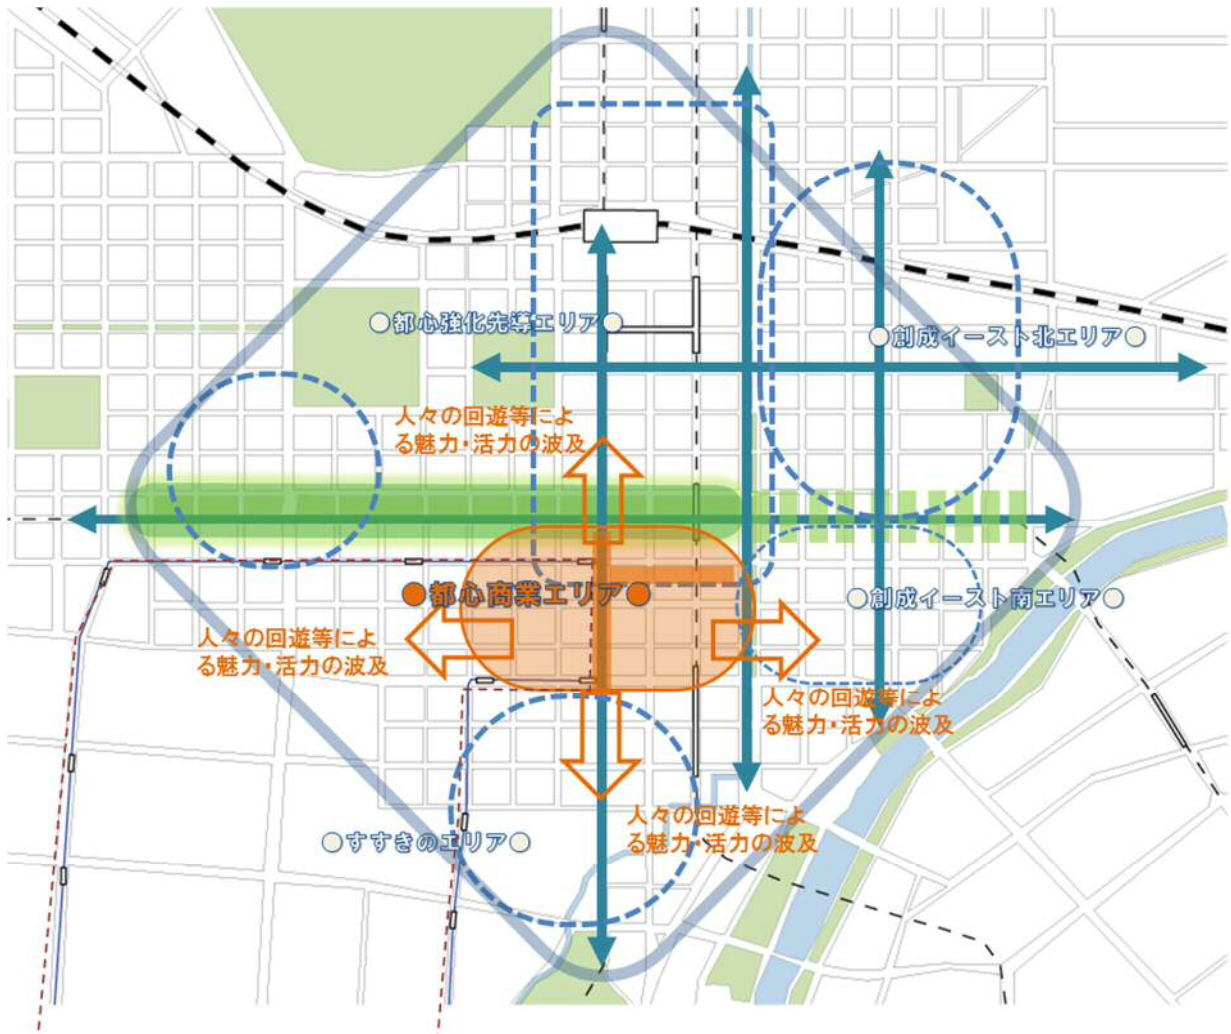 ○都心強化先導エリア○
○創成イースト北エリア○
人々の回遊等によ
る魅力・活力の波及
●都心商業エリア●
○創成イースト南エリア○
人々の回遊等によ
る魅力・活力の波及
人々の回遊等によ
る魅力・活力の波及
人々の回遊等によ
る魅力・活力の波及
○すすきのエリア○